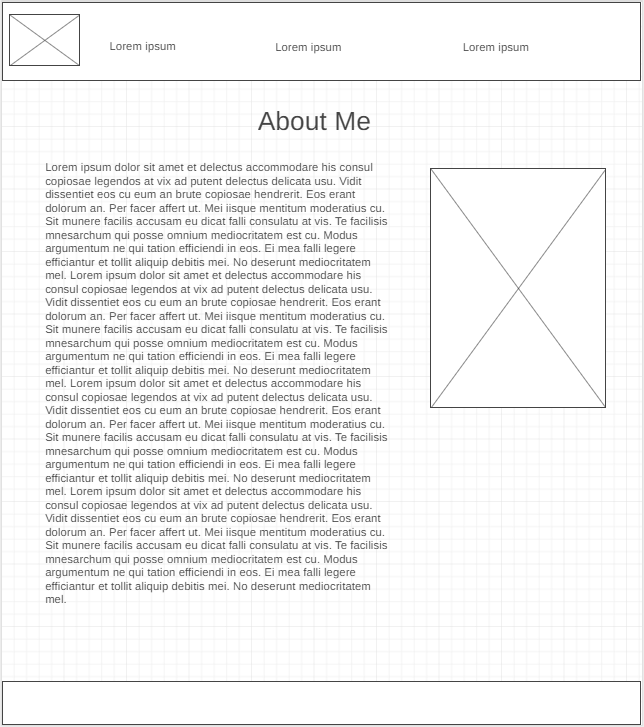 Lorem ipsum
Lorem ipsum
Lorem ipsum
About Me
Lorem ipsum dolor sit amet et delectus accommodare his consul
copiosae legendos at vix ad putent delectus delicata usu. Vidit
dissentiet eos cu eum an brute copiosae hendrerit. Eos erant
dolorum an. Per facer affert ut. Mei iisque mentitum moderatius cu.
Sit munere facilis accusam eu dicat falli consulatu at vis. Te facilisis
mnesarchum qui posse omnium mediocritatem est cu. Modus
argumentum ne qui tation efficiendi in eos. Ei mea falli legere
efficiantur et tollit aliquip debitis mei. No deserunt mediocritatem
mel. Lorem ipsum dolor sit amet et delectus accommodare his
consul copiosae legendos at vix ad putent delectus delicata usu.
Vidit dissentiet eos cu eum an brute copiosae hendrerit. Eos erant
dolorum an. Per facer affert ut. Mei iisque mentitum moderatius cu.
Sit munere facilis accusam eu dicat falli consulatu at vis. Te facilisis
mnesarchum qui posse omnium mediocritatem est cu. Modus
argumentum ne qui tation efficiendi in eos. Ei mea falli legere
efficiantur et tollit aliquip debitis mei. No deserunt mediocritatem
mel. Lorem ipsum dolor sit amet et delectus accommodare his
consul copiosae legendos at vix ad putent delectus delicata usu.
Vidit dissentiet eos cu eum an brute copiosae hendrerit. Eos erant
dolorum an. Per facer affert ut. Mei iisque mentitum moderatius cu.
Sit munere facilis accusam eu dicat falli consulatu at vis. Te facilisis
mnesarchum qui posse omnium mediocritatem est cu. Modus
argumentum ne qui tation efficiendi in eos. Ei mea falli legere
efficiantur et tollit aliquip debitis mei. No deserunt mediocritatem
mel. Lorem ipsum dolor sit amet et delectus accommodare his
consul copiosae legendos at vix ad putent delectus delicata usu.
Vidit dissentiet eos cu eum an brute copiosae hendrerit. Eos erant
dolorum an. Per facer affert ut. Mei iisque mentitum moderatius cu.
Sit munere facilis accusam eu dicat falli consulatu at vis. Te facilisis
mnesarchum qui posse omnium mediocritatem est cu. Modus
argumentum ne qui tation efficiendi in eos. Ei mea falli legere
efficiantur et tollit aliquip debitis mei. No deserunt mediocritatem
mel.